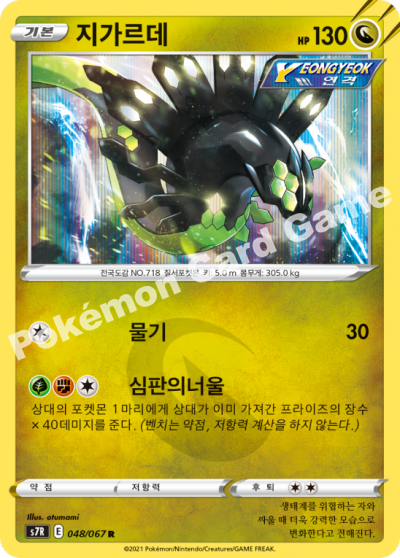 기본 지가르데 HP 130
YEONGYEOK
연격
전국도감 NO.718 질서포켓몬 키: 5.0 m 몸무게: 305.0 kg
Pokémon Card Game
물기 30
심판의너울
상대의 포켓몬 1마리에게 상대가 이미 가져간 프라이즈의 장수
× 40데미지를 준다. (벤치는 약점, 저항력 계산을 하지 않는다.)
약점 저항력 후퇴
Illus. otumami
s7R E 048/067 R
생태계를 위협하는 자와
싸울 때 더욱 강력한 모습으로
변화한다고 전해진다.
©2021 Pokémon/Nintendo/Creatures/GAME FREAK.